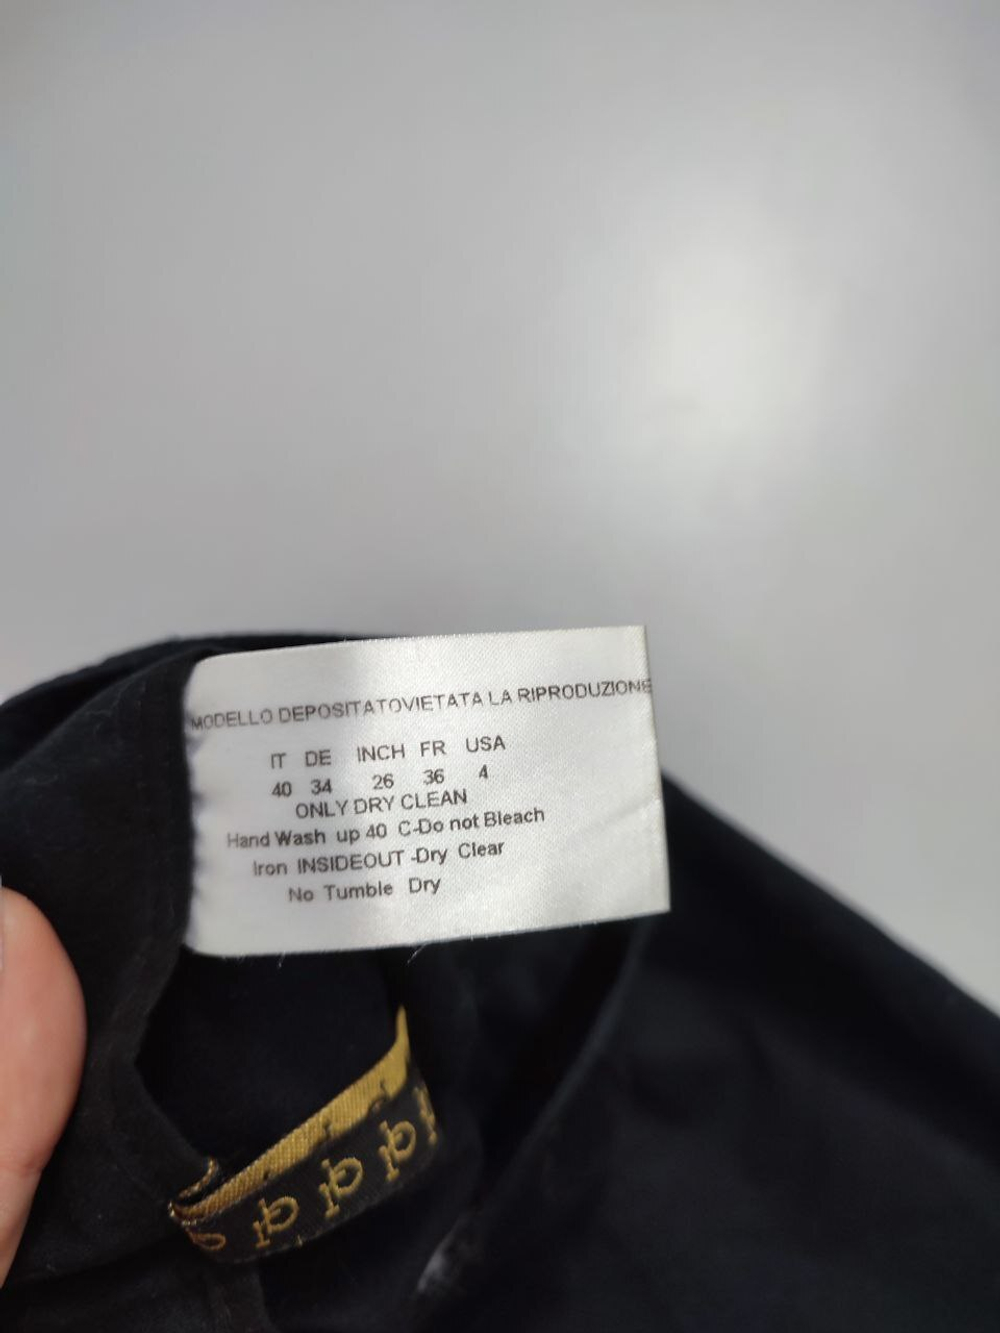 MODELLO DEPOSITATOVIETATA LA RIPRODUZIONE
IT DE INCH FR USA
40 34 26 36 4
ONLY DRY CLEAN
Hand Wash up 40 C-Do not Bleach
Iron INSIDEOUT -Dry Clear
No Tumble Dry